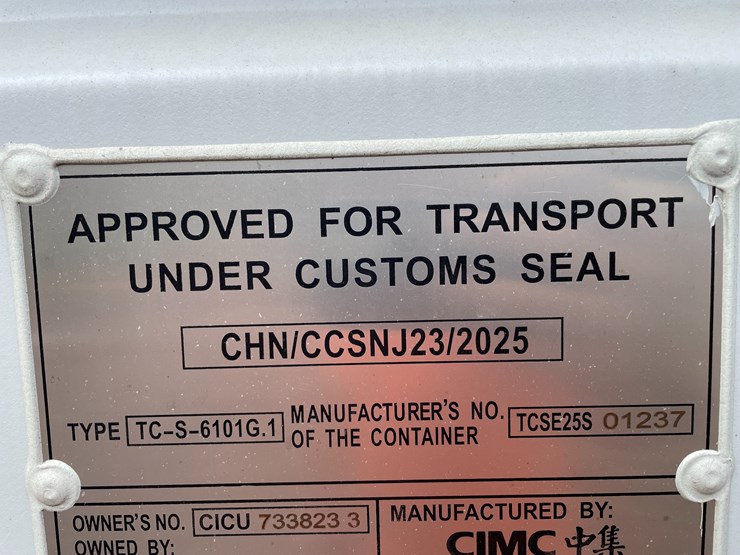 APPROVED FOR TRANSPORT
UNDER CUSTOMS SEAL
CHN/CCSNJ23/2025
TYPE TC-S-6101G.1 MANUFACTURER'S NO. OF THE CONTAINER TCSE25S 01237
OWNER'S NO. CICU 733823 3
OWNED BY:
MANUFACTURED BY:
CIMC 中集